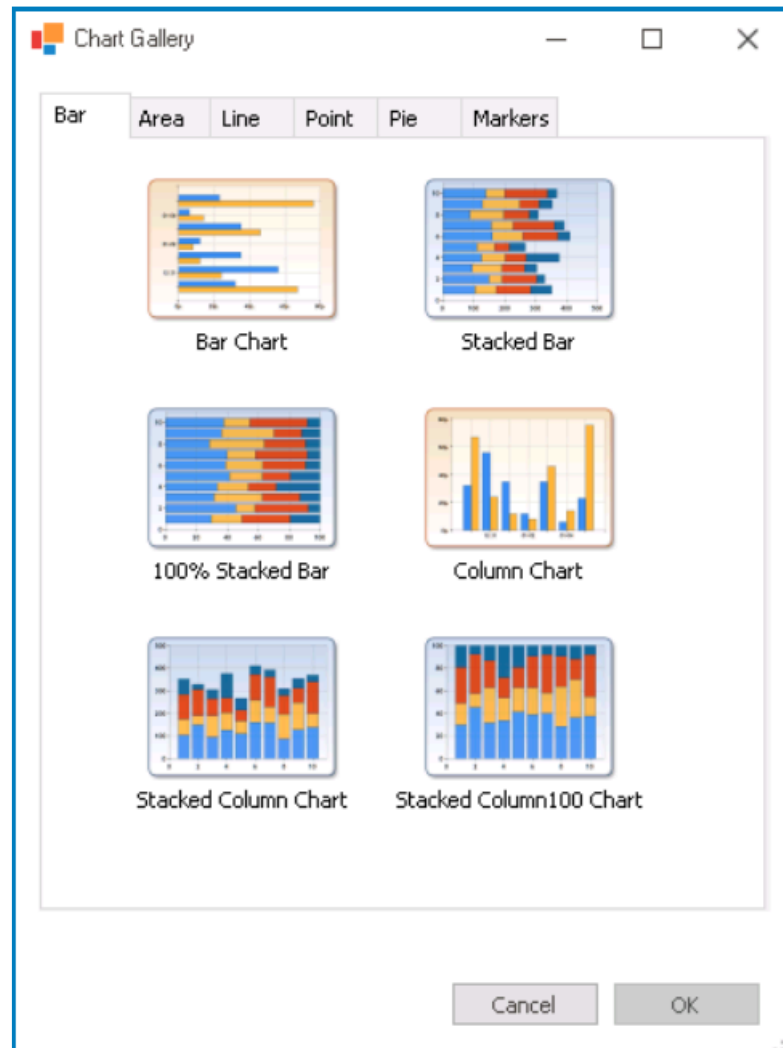 Chart Gallery
Bar Area Line Point Pie Markers
Bar Chart Stacked Bar
100% Stacked Bar Column Chart
Stacked Column Chart Stacked Column100 Chart
Cancel OK